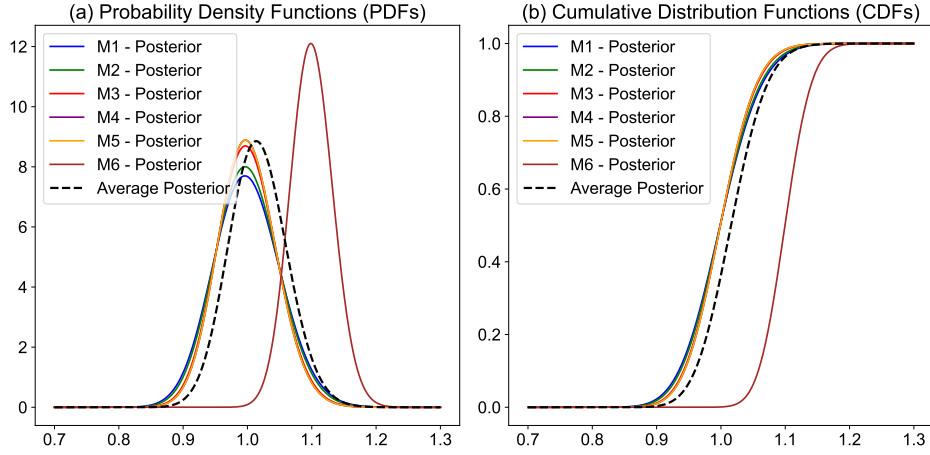 (a) Probability Density Functions (PDFs)
12
10
8
6
4
2
0
0.7 0.8 0.9 1.0 1.1 1.2 1.3
M1 - Posterior
M2 - Posterior
M3 - Posterior
M4 - Posterior
M5 - Posterior
M6 - Posterior
Average Posterior
(b) Cumulative Distribution Functions (CDFs)
1.0
0.8
0.6
0.4
0.2
0.0
0.7 0.8 0.9 1.0 1.1 1.2 1.3
M1 - Posterior
M2 - Posterior
M3 - Posterior
M4 - Posterior
M5 - Posterior
M6 - Posterior
Average Posterior